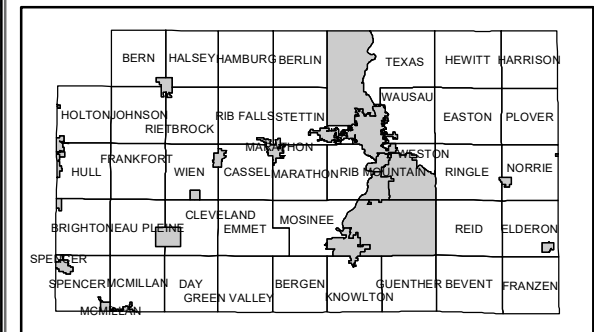 BERN HALSEY HAMBURG BERLIN TEXAS HEWITT HARRISON
WAUSAU
HOLTON JOHNSON RIB FALLS STETTIN EASTON PLOVER
RIETBROCK
MARATHON WESTON
FRANKFORT
HULL WIEN CASSEL MARATHON RIB MOUNTAIN RINGLE NORRIE
CLEVELAND MOSINEE
BRIGHTON EAU PLEINE EMMET REID ELDERON
SPENCER
SPENCER MCMILLAN DAY BERGEN GUENTHER BEVENT FRANZEN
GREEN VALLEY KNOWLTON
MCMILLAN